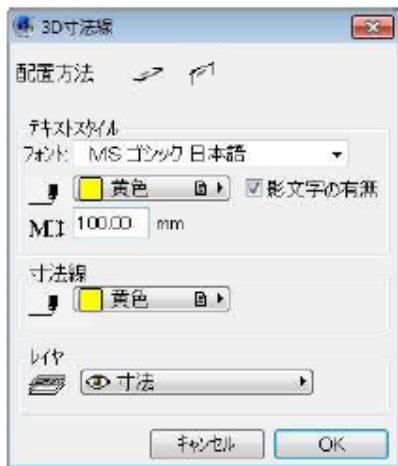 3D寸法線
配置方法
テキストスタイル
フォント: MS ゴシック 日本語
黄色 影文字の有無
M 100.00 mm
寸法線
黄色
レイヤ
寸法
キャンセル OK